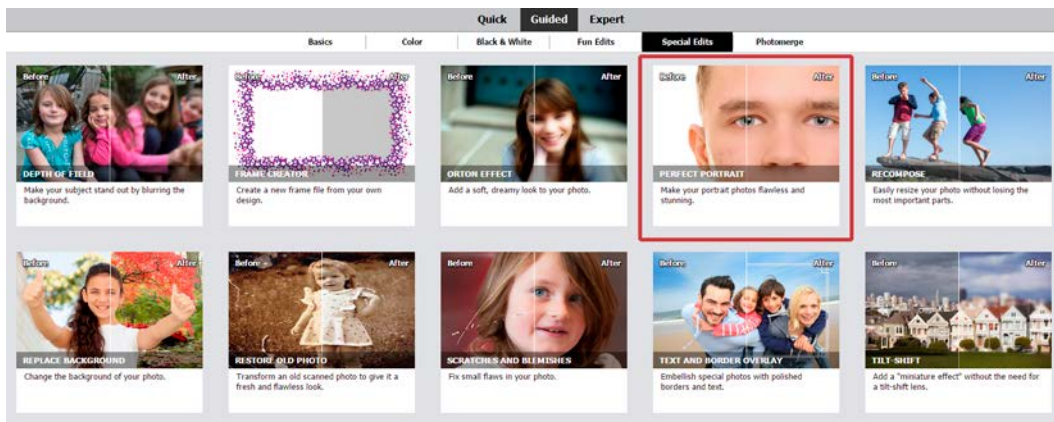 Quick Guided Expert
Basics Color Black & White Fun Edits Special Edits Photomerge
Before After
DEPTH OF FIELD
Make your subject stand out by blurring the
background.
Before After
FRAME CREATOR
Create a new frame file from your own
design.
Before After
ORTON EFFECT
Add a soft, dreamy look to your photo.
Before After
PERFECT PORTRAIT
Make your portrait photos flawless and
stunning.
Before After
RECOMPOSE
Easily resize your photo without losing the
most important parts.
Before After
REPLACE BACKGROUND
Change the background of your photo.
Before After
RESTORE OLD PHOTO
Transform an old scanned photo to give it a
fresh and flawless look.
Before After
SCRATCHES AND BLEMISHES
Fix small flaws in your photo.
Before After
TEXT AND BORDER OVERLAY
Embellish special photos with polished
borders and text.
Before After
TILT-SHIFT
Add a "miniature effect" without the need for
a tilt-shift lens.